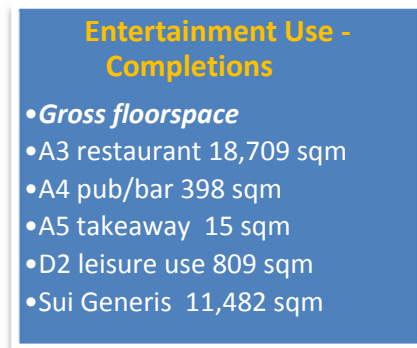 Entertainment Use -
Completions
•Gross floorspace
•A3 restaurant 18,709 sqm
•A4 pub/bar 398 sqm
•A5 takeaway  15 sqm
•D2 leisure use 809 sqm
•Sui Generis  11,482 sqm